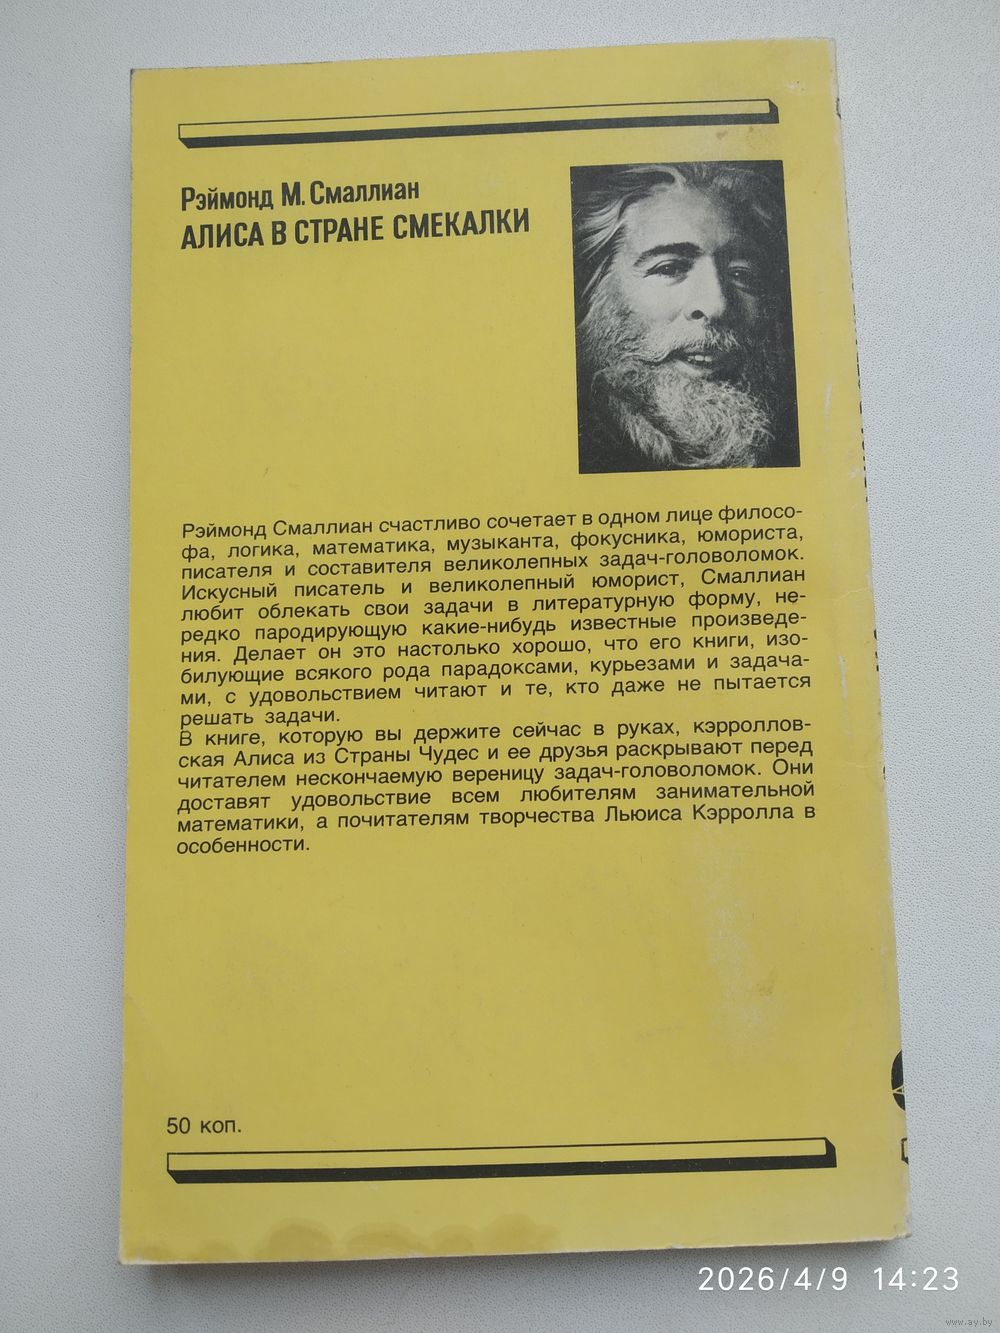 Рэймонд М. Смаллиан
АЛИСА В СТРАНЕ СМЕКАЛКИ
Рэймонд Смаллиан счастливо сочетает в одном лице филосо-
фа, логика, математика, музыканта, фокусника, юмориста,
писателя и составителя великолепных задач-головоломок.
Искусный писатель и великолепный юморист, Смаллиан
любит облекать свои задачи в литературную форму, не-
редко пародирующую какие-нибудь известные произведе-
ния. Делает он это настолько хорошо, что его книги, изо-
билующие всякого рода парадоксами, курьезами и задача-
ми, с удовольствием читают и те, кто даже не пытается
решать задачи.
В книге, которую вы держите сейчас в руках, кэрроллов-
ская Алиса из Страны Чудес и ее друзья раскрывают перед
читателем нескончаемую вереницу задач-головоломок. Они
доставят удовольствие всем любителям занимательной
математики, а почитателям творчества Льюиса Кэрролла в
особенности.
50 коп.
2026/4/9 14:23
www.ay.by